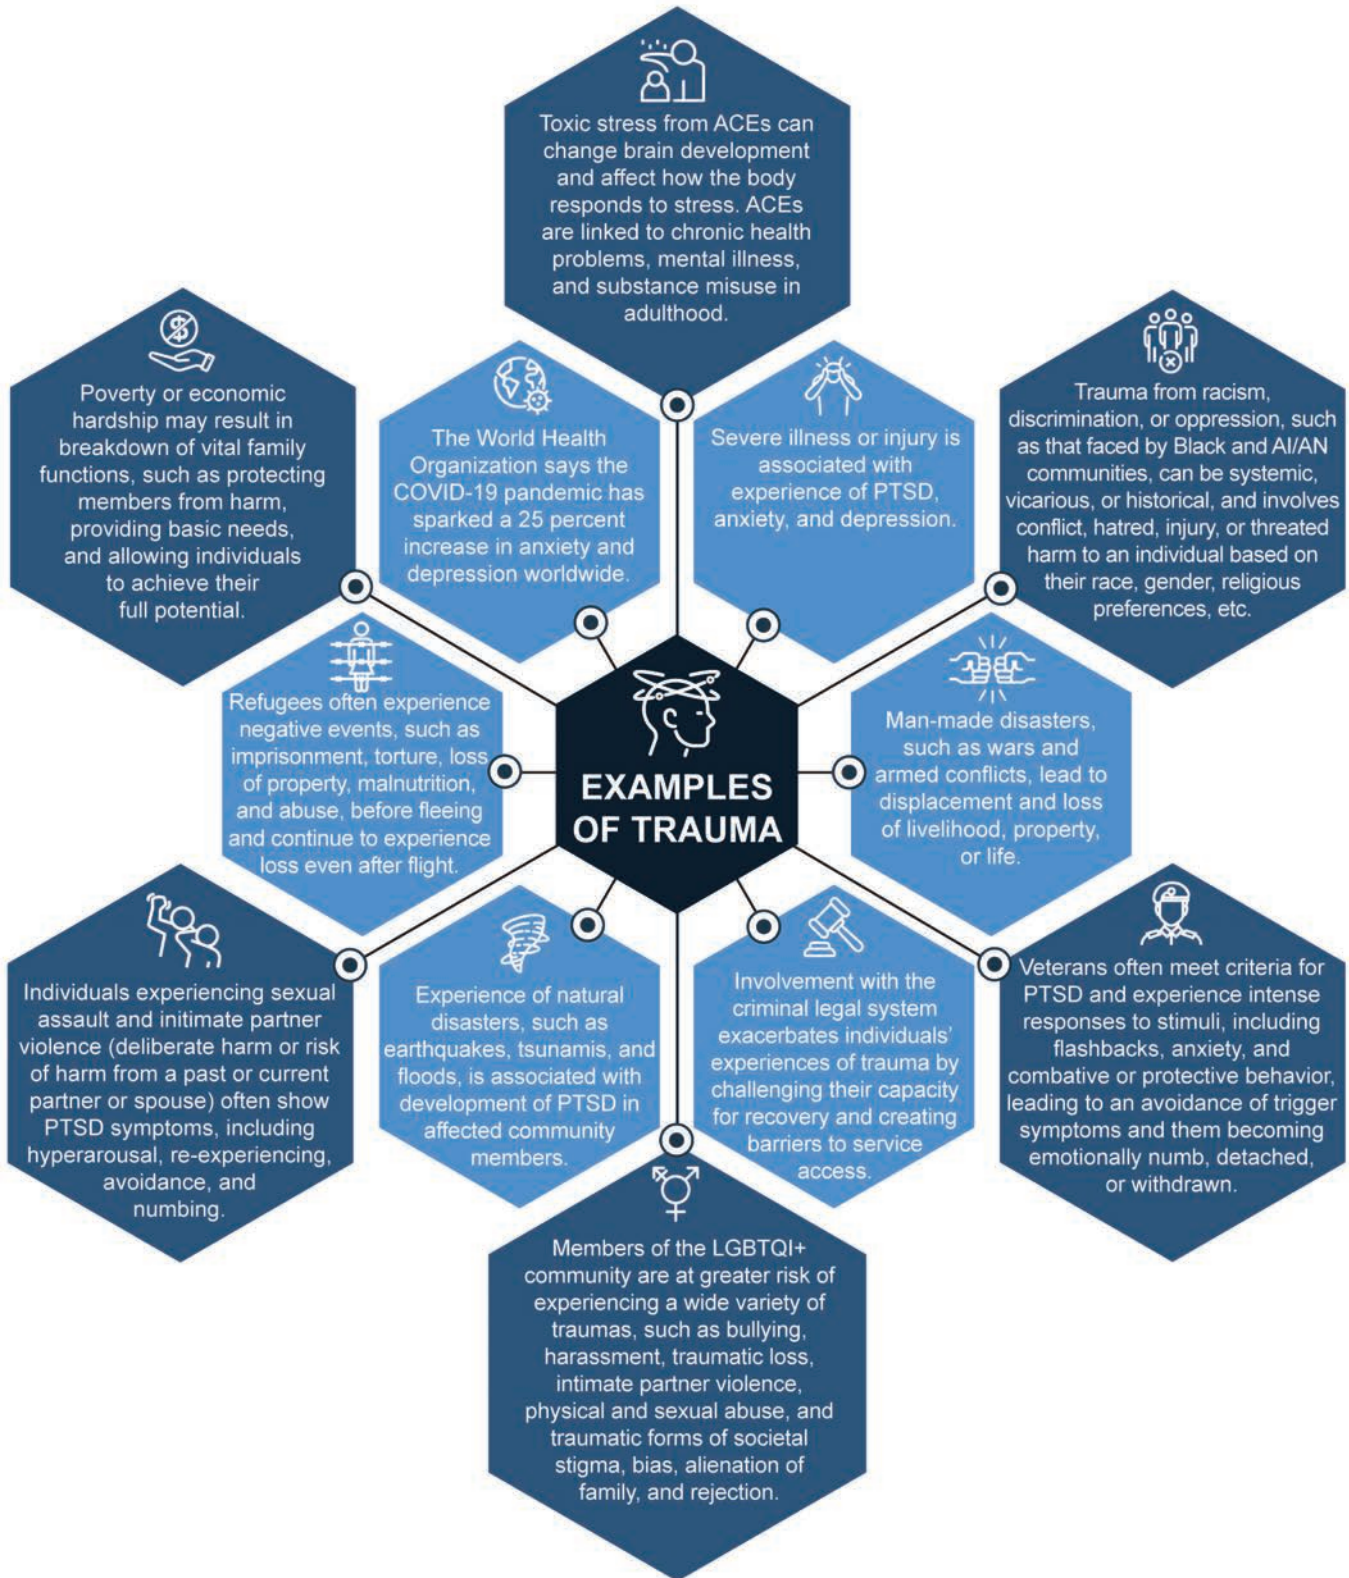 Toxic stress from ACEs can
change brain development
and affect how the body
responds to stress. ACEs
are linked to chronic health
problems, mental illness,
and substance misuse in
adulthood.
Poverty or economic
hardship may result in
breakdown of vital family
functions, such as protecting
members from harm,
providing basic needs,
and allowing individuals
to achieve their
full potential.
The World Health
Organization says the
COVID-19 pandemic has
sparked a 25 percent
increase in anxiety and
depression worldwide.
Severe illness or injury is
associated with
experience of PTSD,
anxiety, and depression.
Trauma from racism,
discrimination, or oppression, such
as that faced by Black and AI/AN
communities, can be systemic,
vicarious, or historical, and involves
conflict, hatred, injury, or threated
harm to an individual based on
their race, gender, religious
preferences, etc.
Refugees often experience
negative events, such as
imprisonment, torture, loss
of property, malnutrition,
and abuse, before fleeing
and continue to experience
loss even after flight.
EXAMPLES
OF TRAUMA
Man-made disasters,
such as wars and
armed conflicts, lead to
displacement and loss
of livelihood, property,
or life.
Individuals experiencing sexual
assault and initimate partner
violence (deliberate harm or risk
of harm from a past or current
partner or spouse) often show
PTSD symptoms, including
hyperarousal, re-experiencing,
avoidance, and
numbing.
Experience of natural
disasters, such as
earthquakes, tsunamis, and
floods, is associated with
development of PTSD in
affected community
members.
Involvement with the
criminal legal system
exacerbates individuals’
experiences of trauma by
challenging their capacity
for recovery and creating
barriers to service
access.
Veterans often meet criteria for
PTSD and experience intense
responses to stimuli, including
flashbacks, anxiety, and
combative or protective behavior,
leading to an avoidance of trigger
symptoms and them becoming
emotionally numb, detached,
or withdrawn.
Members of the LGBTQI+
community are at greater risk of
experiencing a wide variety of
traumas, such as bullying,
harassment, traumatic loss,
intimate partner violence,
physical and sexual abuse, and
traumatic forms of societal
stigma, bias, alienation of
family, and rejection.